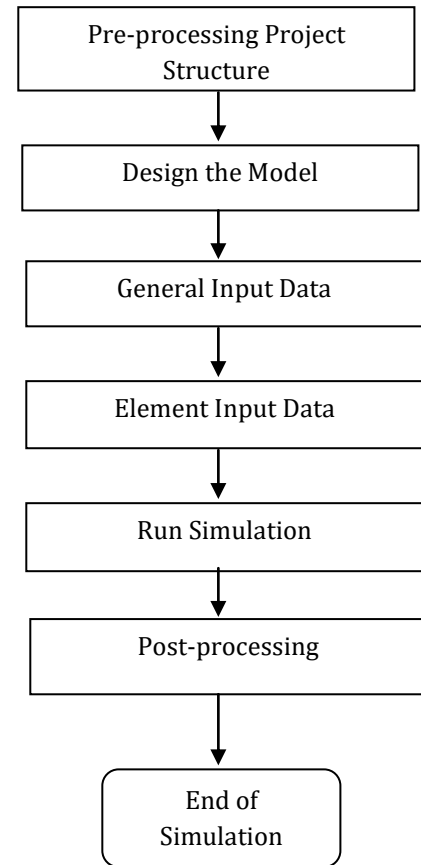 Pre-processing Project
Structure
Design the Model
General Input Data
Element Input Data
Run Simulation
Post-processing
End of
Simulation